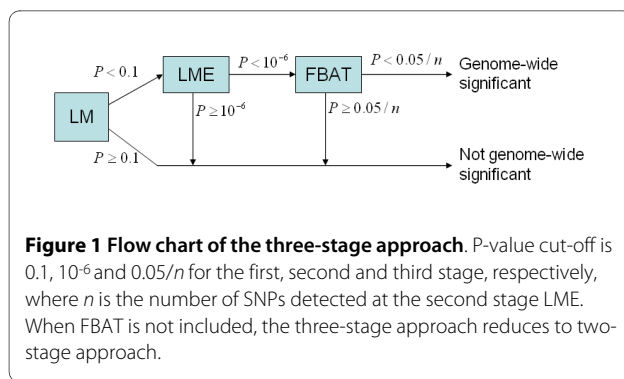 P < 0.1
LME
P < 10⁻⁶
FBAT
P < 0.05 / n
Genome-wide
significant
LM
P ≥ 10⁻⁶
P ≥ 0.05 / n
P ≥ 0.1
Not genome-wide
significant
Figure 1 Flow chart of the three-stage approach. P-value cut-off is
0.1, 10⁻⁶ and 0.05/n for the first, second and third stage, respectively,
where n is the number of SNPs detected at the second stage LME.
When FBAT is not included, the three-stage approach reduces to two-
stage approach.